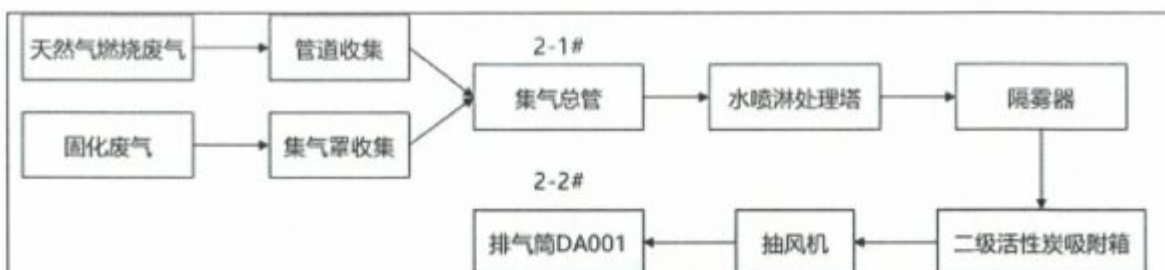 天然气燃烧废气
管道收集
2-1#
集气总管
水喷淋处理塔
隔雾器
固化废气
集气罩收集
2-2#
排气筒DA001
抽风机
二级活性炭吸附箱